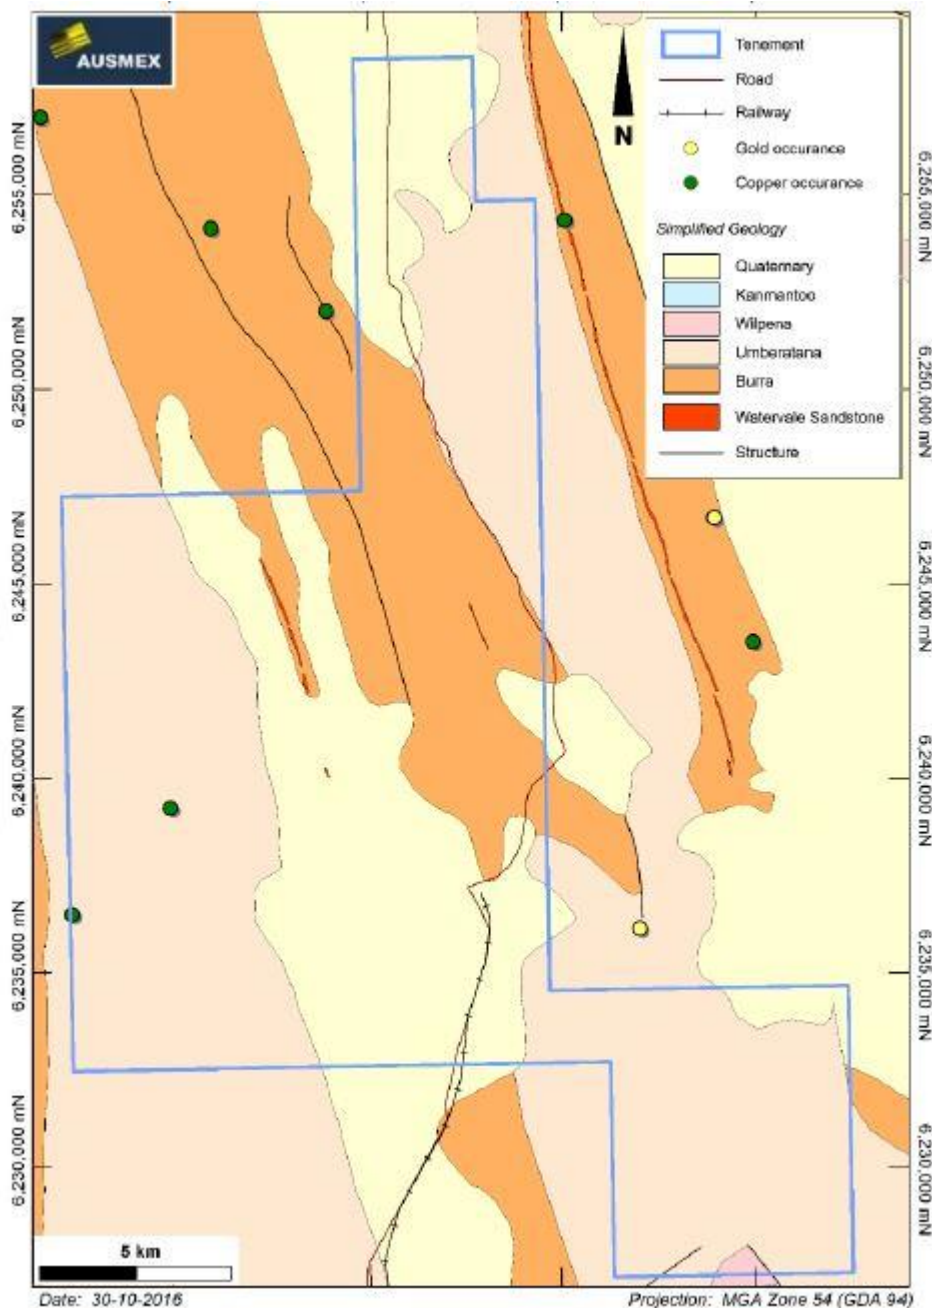 AUSMEX
N
Tenement
Road
Railway
Gold occurance
Copper occurance
Simplified Geology
Quaternary
Kanmantoo
Wilpena
Umberatana
Burra
Watervale Sandstone
Structure
6,255,000 mN
6,250,000 mN
6,245,000 mN
6,240,000 mN
6,235,000 mN
6,230,000 mN
6,255,000 mN
6,250,000 mN
6,245,000 mN
6,240,000 mN
6,235,000 mN
6,230,000 mN
5 km
Date: 30-10-2016
Projection: MGA Zone 54 (GDA 94)